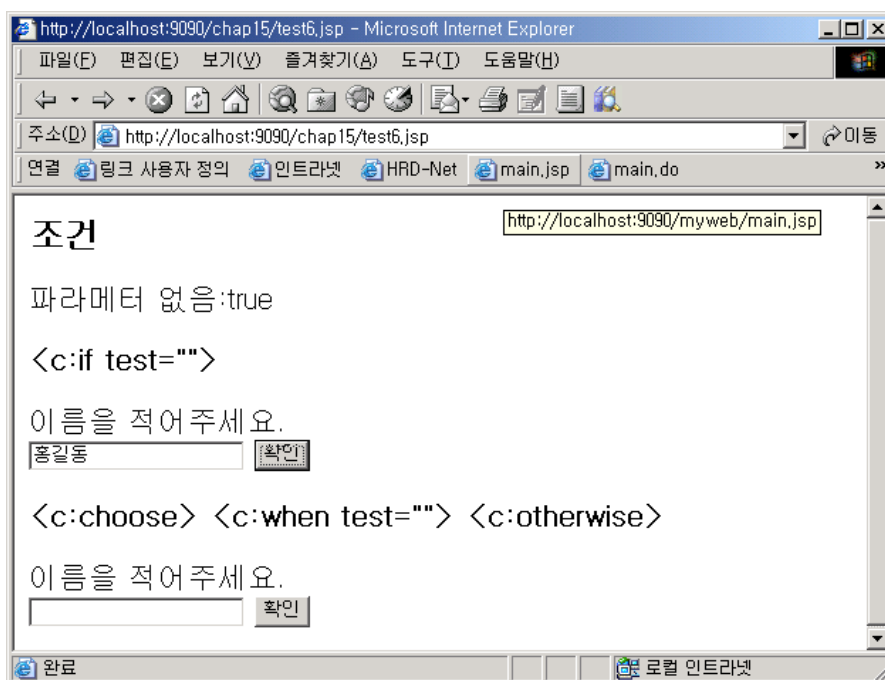 http://localhost:9090/chap15/test6.jsp - Microsoft Internet Explorer
파일(F) 편집(E) 보기(V) 즐겨찾기(A) 도구(T) 도움말(H)
주소(D) http://localhost:9090/chap15/test6.jsp 이동
연결 링크 사용자 정의 인트라넷 HRD-Net main.jsp main.do »
http://localhost:9090/myweb/main.jsp
조건
파라메터 없음:true
<c:if test="">
이름을 적어주세요.
홍길동 확인
<c:choose> <c:when test=""> <c:otherwise>
이름을 적어주세요.
확인
완료 로컬 인트라넷